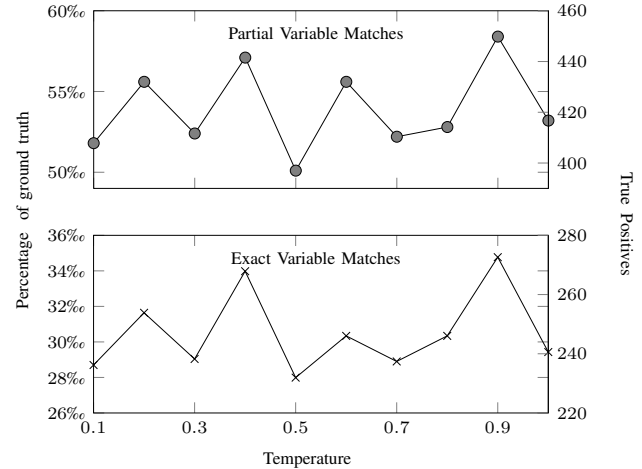 60‰
55‰
50‰
Partial Variable Matches
460
440
420
400
Percentage of ground truth
True Positives
36‰
34‰
32‰
30‰
28‰
26‰
Exact Variable Matches
280
260
240
220
0.1 0.3 0.5 0.7 0.9
Temperature